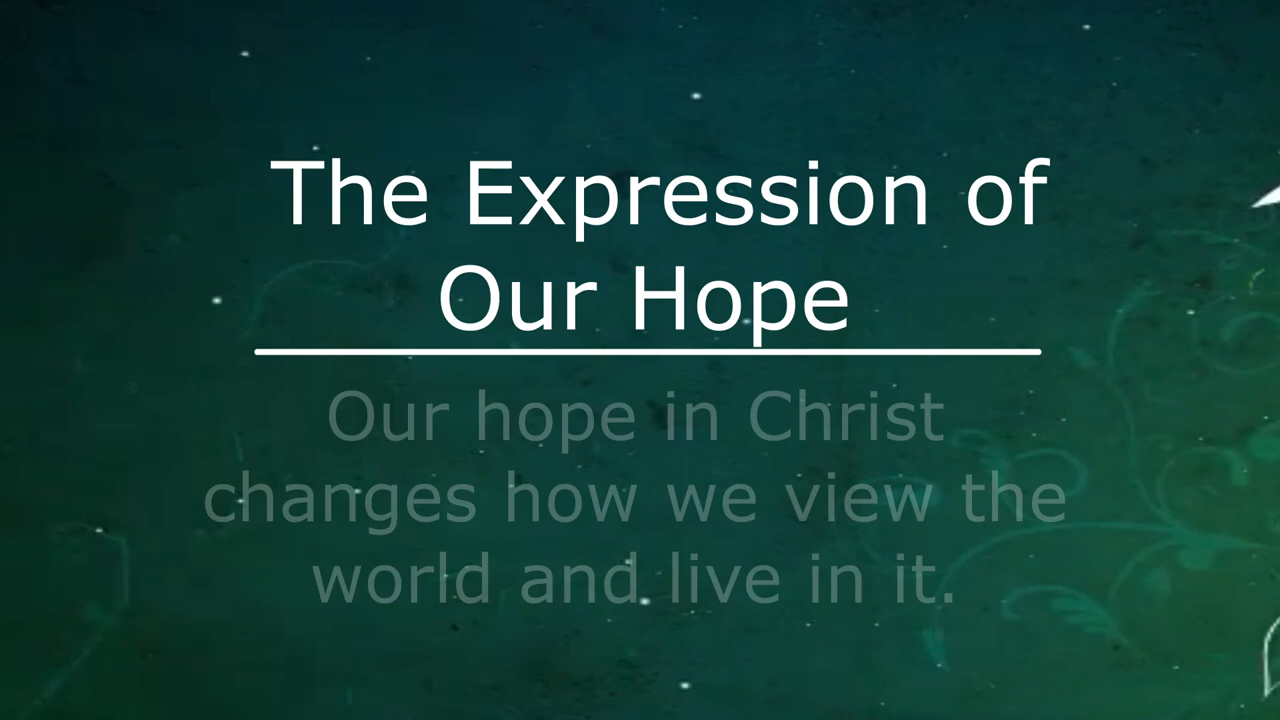 The Expression of
Our Hope
Our hope in Christ
changes how we view the
world and live in it.